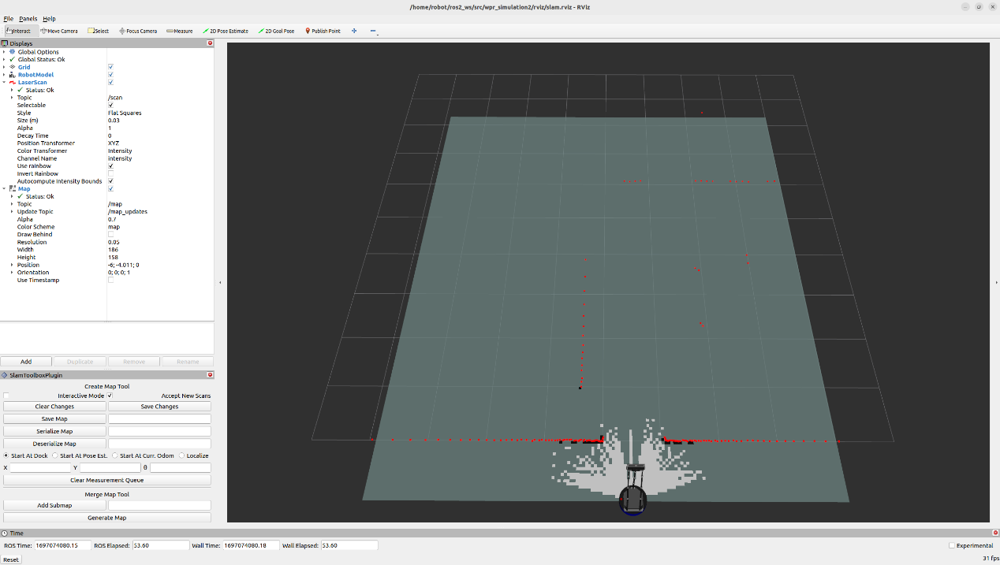 /home/robot/ros2_ws/src/wpr_simulation2/rviz/slam.rviz - RViz
File Panels Help
Interact Move Camera Select Focus Camera Measure 2D Pose Estimate 2D Goal Pose Publish Point
Displays
Global Options
Global Status: Ok
Grid
RobotModel
LaserScan
Status: Ok
Topic /scan
Selectable
Style Flat Squares
Size (m) 0.03
Alpha 1
Decay Time 0
Position Transformer XYZ
Color Transformer Intensity
Channel Name intensity
Use rainbow
Invert Rainbow
Autocompute Intensity Bounds
Map
Status: Ok
Topic /map
Update Topic /map_updates
Alpha 0.7
Color Scheme map
Draw Behind
Resolution 0.05
Width 186
Height 158
Position -6; -4.011; 0
Orientation 0; 0; 0; 1
Use Timestamp
Add Duplicate Remove Rename
SlamToolboxPlugin
Create Map Tool
Interactive Mode Accept New Scans
Clear Changes Save Changes
Save Map
Serialize Map
Deserialize Map
Start At Dock Start At Pose Est. Start At Curr. Odom Localize
X Y θ
Clear Measurement Queue
Merge Map Tool
Add Submap
Generate Map
Time
ROS Time: 1697074080.15 ROS Elapsed: 53.60 Wall Time: 1697074080.18 Wall Elapsed: 53.60 Experimental
Reset 31 fps